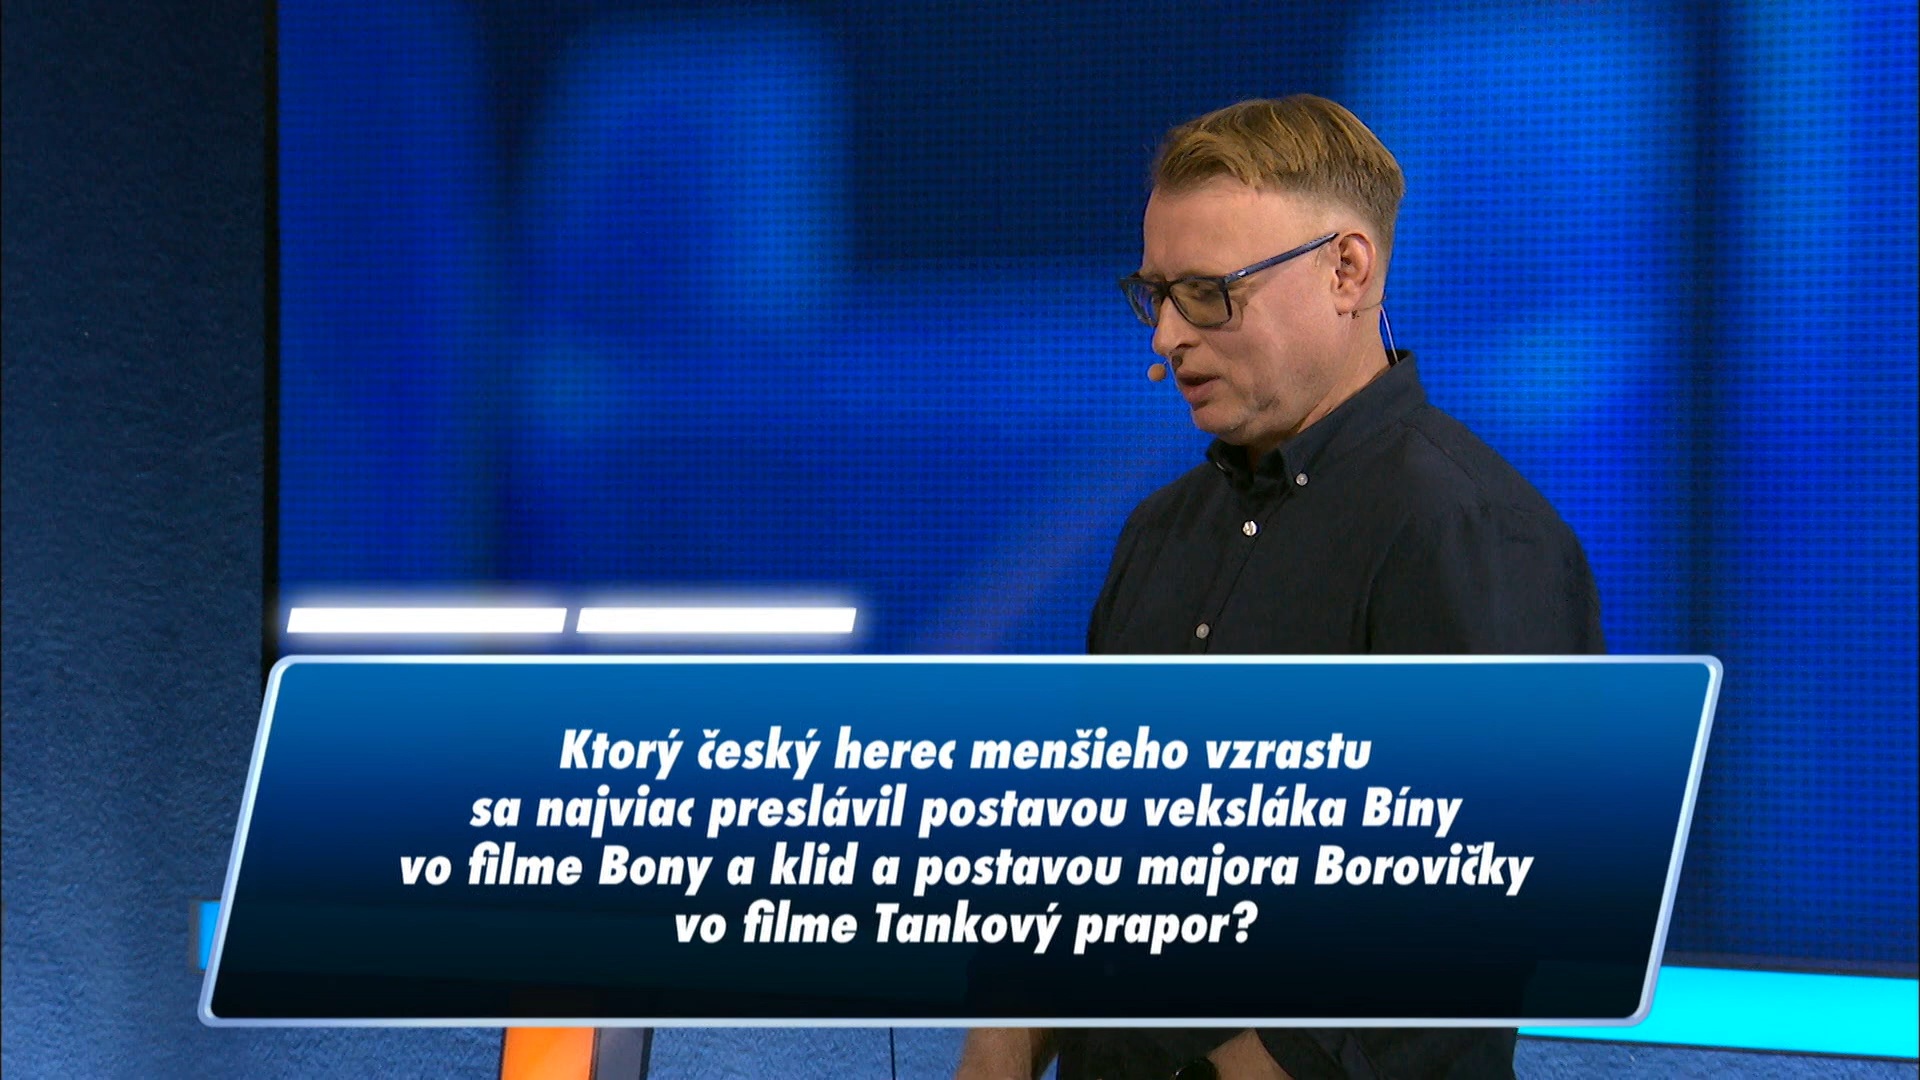 Ktorý český herec menšieho vzrastu
sa najviac preslávil postavou veksláka Bíny
vo filme Bony a klid a postavou majora Borovičky
vo filme Tankový prapor?